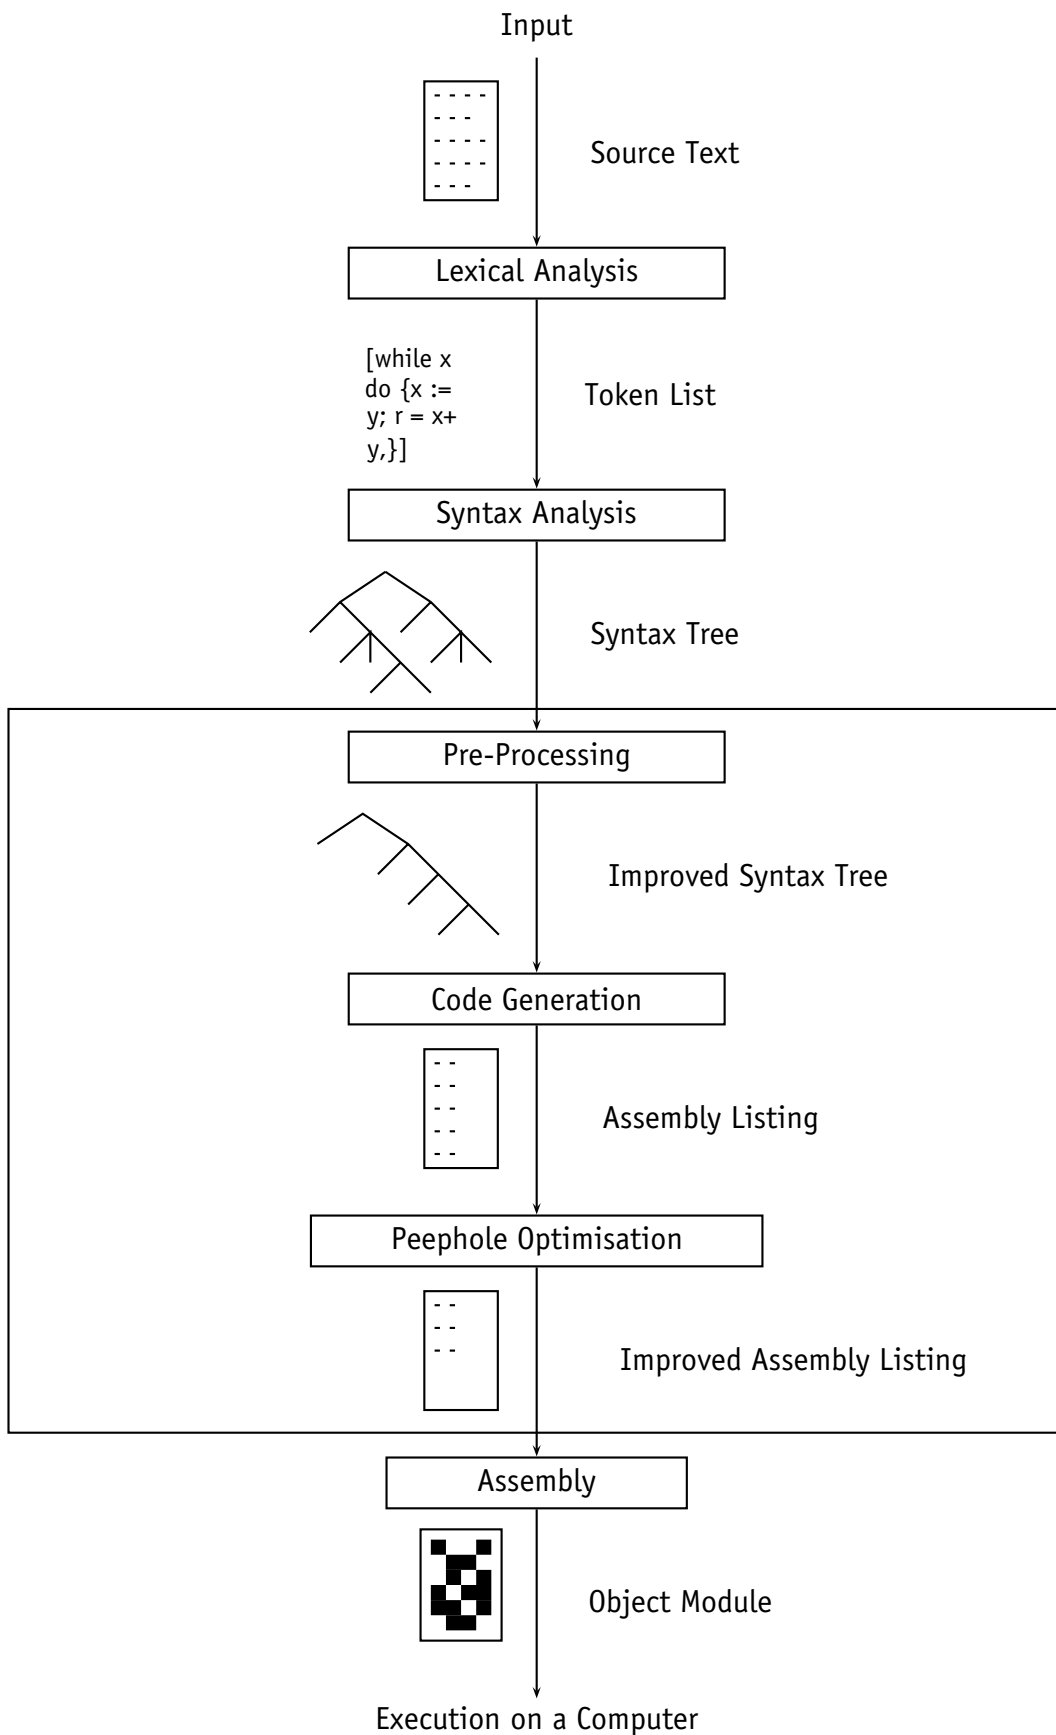 Input
Source Text
Lexical Analysis
[while x
do {x :=
y; r = x+
y,}]
Token List
Syntax Analysis
Syntax Tree
Pre-Processing
Improved Syntax Tree
Code Generation
Assembly Listing
Peephole Optimisation
Improved Assembly Listing
Assembly
Object Module
Execution on a Computer